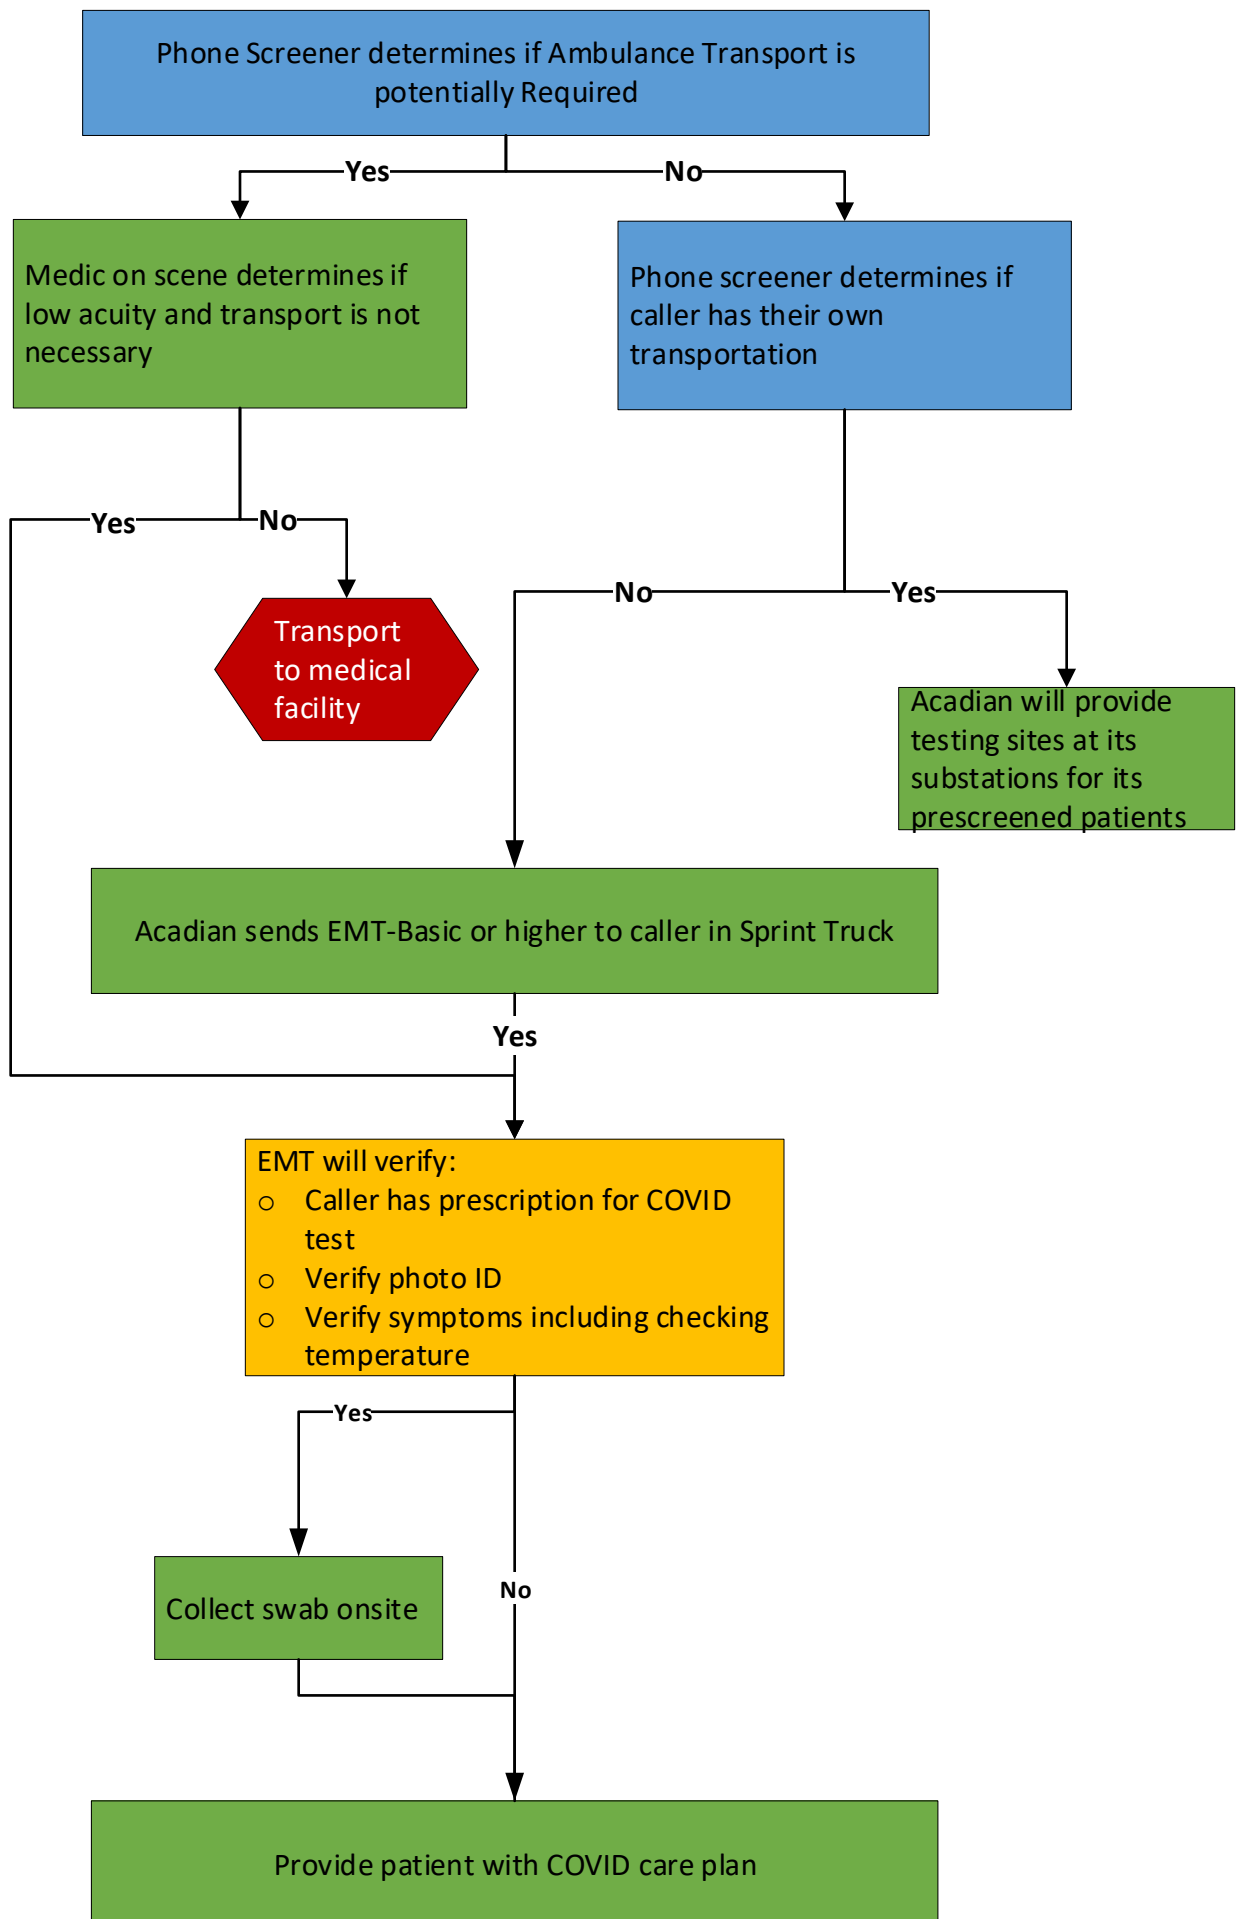 Phone Screener determines if Ambulance Transport is
potentially Required
Yes
No
Medic on scene determines if
low acuity and transport is not
necessary
Phone screener determines if
caller has their own
transportation
Yes
No
No
Yes
Transport
to medical
facility
Acadian will provide
testing sites at its
substations for its
prescreened patients
Acadian sends EMT-Basic or higher to caller in Sprint Truck
Yes
EMT will verify:
o Caller has prescription for COVID
test
o Verify photo ID
o Verify symptoms including checking
temperature
Yes
No
Collect swab onsite
Provide patient with COVID care plan